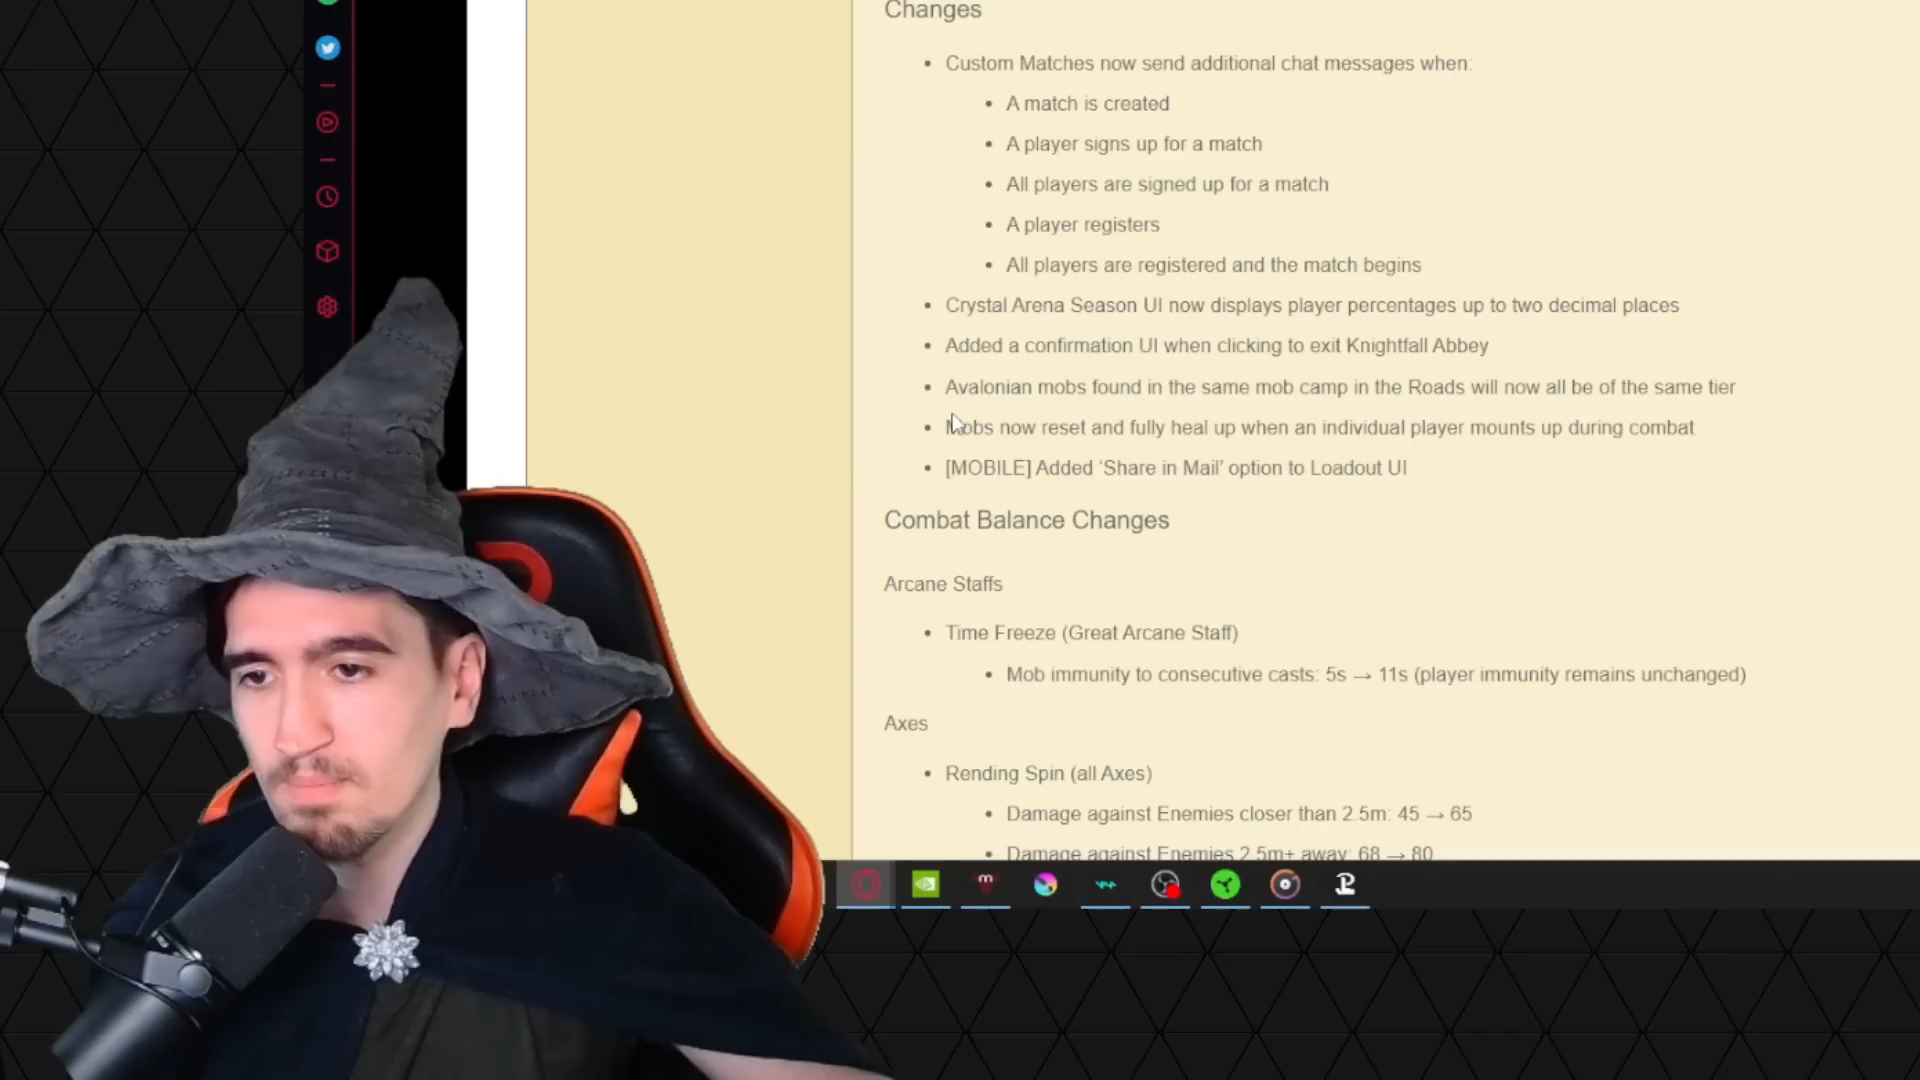 Changes
• Custom Matches now send additional chat messages when:
• A match is created
• A player signs up for a match
• All players are signed up for a match
• A player registers
• All players are registered and the match begins
• Crystal Arena Season UI now displays player percentages up to two decimal places
• Added a confirmation UI when clicking to exit Knightfall Abbey
• Avalonian mobs found in the same mob camp in the Roads will now all be of the same tier
• Mobs now reset and fully heal up when an individual player mounts up during combat
• [MOBILE] Added ‘Share in Mail’ option to Loadout UI
Combat Balance Changes
Arcane Staffs
• Time Freeze (Great Arcane Staff)
• Mob immunity to consecutive casts: 5s → 11s (player immunity remains unchanged)
Axes
• Rending Spin (all Axes)
• Damage against Enemies closer than 2.5m: 45 → 65
• Damage against Enemies 2.5m+ away: 68 → 80